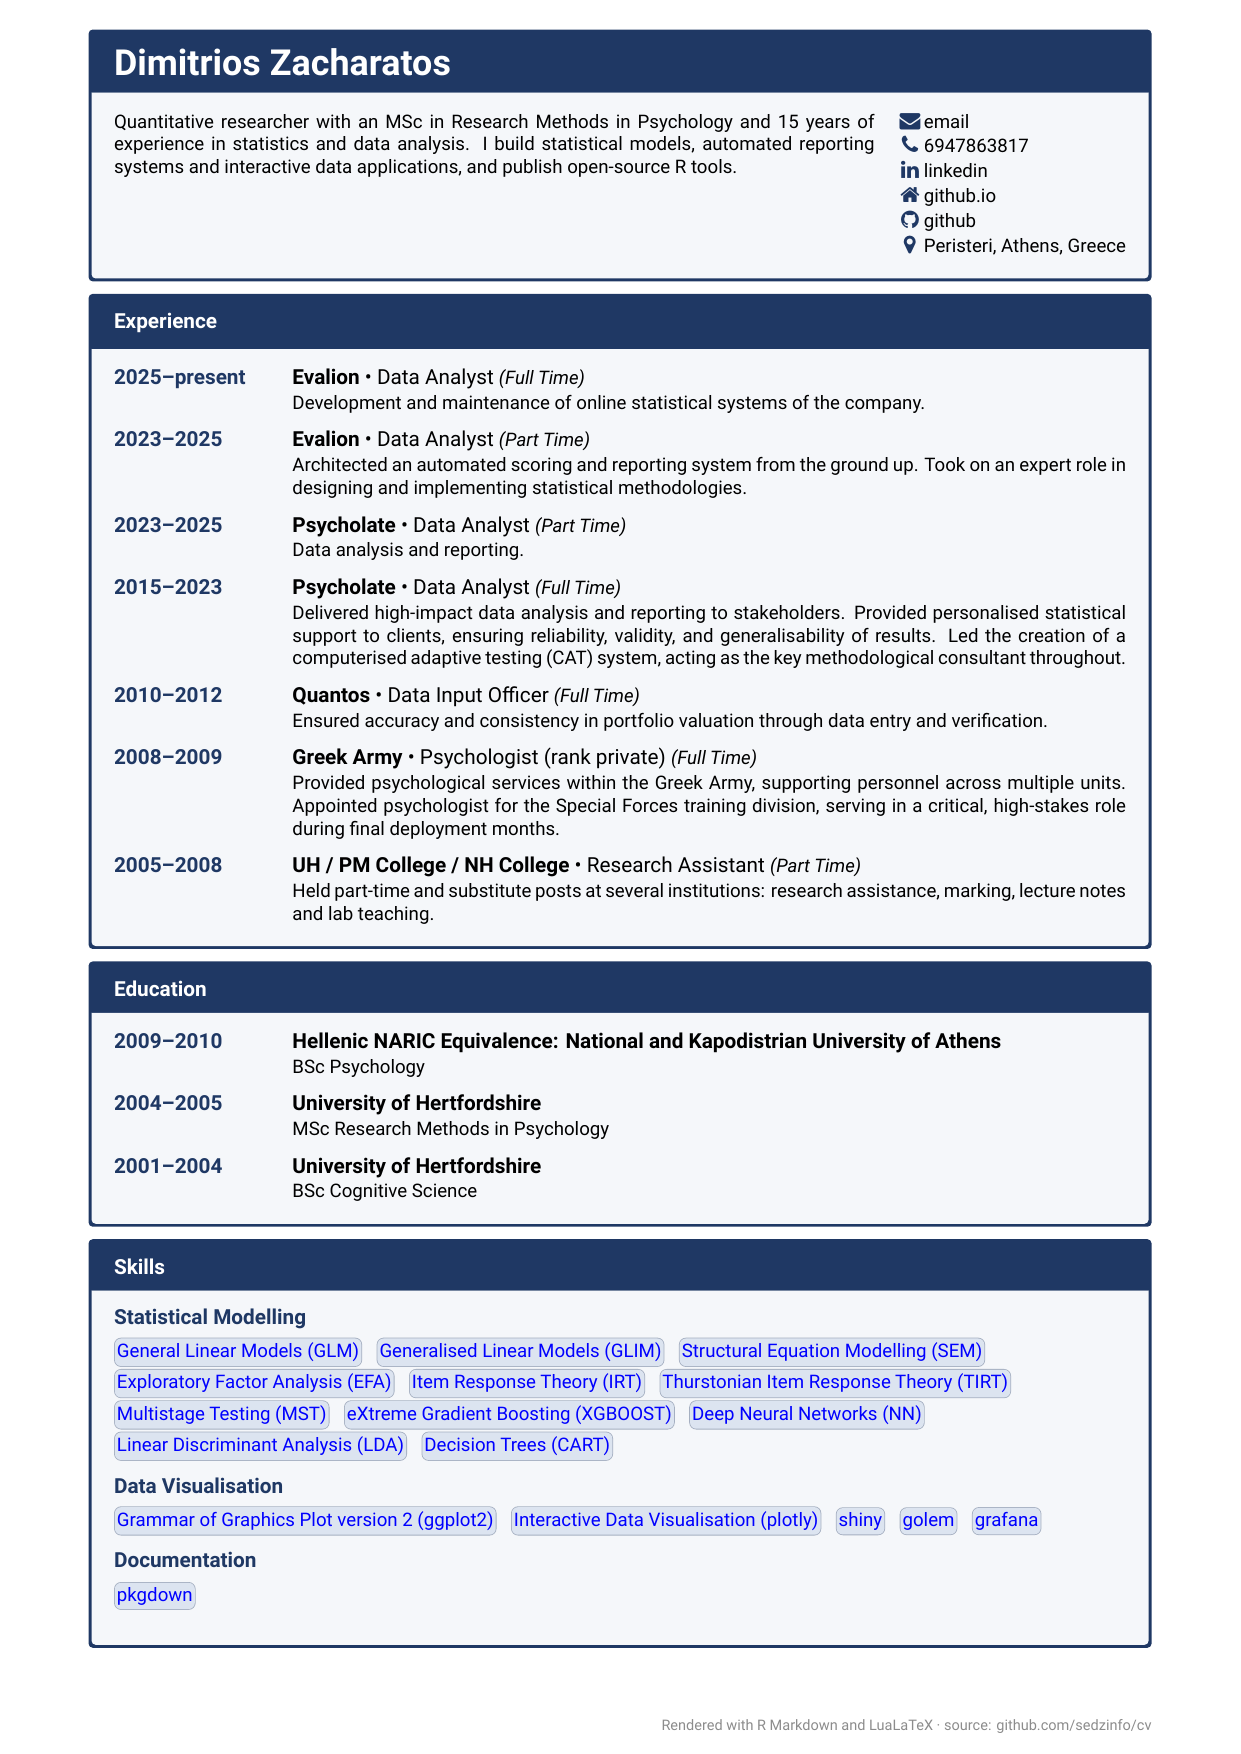 Dimitrios Zacharatos
Quantitative researcher with an MSc in Research Methods in Psychology and 15 years of
experience in statistics and data analysis. I build statistical models, automated reporting
systems and interactive data applications, and publish open-source R tools.
email
6947863817
linkedin
github.io
github
Peristeri, Athens, Greece
Experience
2025–present Evalion • Data Analyst (Full Time)
Development and maintenance of online statistical systems of the company.
2023–2025 Evalion • Data Analyst (Part Time)
Architected an automated scoring and reporting system from the ground up. Took on an expert role in
designing and implementing statistical methodologies.
2023–2025 Psycholate • Data Analyst (Part Time)
Data analysis and reporting.
2015–2023 Psycholate • Data Analyst (Full Time)
Delivered high-impact data analysis and reporting to stakeholders. Provided personalised statistical
support to clients, ensuring reliability, validity, and generalisability of results. Led the creation of a
computerised adaptive testing (CAT) system, acting as the key methodological consultant throughout.
2010–2012 Quantos • Data Input Officer (Full Time)
Ensured accuracy and consistency in portfolio valuation through data entry and verification.
2008–2009 Greek Army • Psychologist (rank private) (Full Time)
Provided psychological services within the Greek Army, supporting personnel across multiple units.
Appointed psychologist for the Special Forces training division, serving in a critical, high-stakes role
during final deployment months.
2005–2008 UH / PM College / NH College • Research Assistant (Part Time)
Held part-time and substitute posts at several institutions: research assistance, marking, lecture notes
and lab teaching.
Education
2009–2010 Hellenic NARIC Equivalence: National and Kapodistrian University of Athens
BSc Psychology
2004–2005 University of Hertfordshire
MSc Research Methods in Psychology
2001–2004 University of Hertfordshire
BSc Cognitive Science
Skills
Statistical Modelling
General Linear Models (GLM) Generalised Linear Models (GLIM) Structural Equation Modelling (SEM)
Exploratory Factor Analysis (EFA) Item Response Theory (IRT) Thurstonian Item Response Theory (TIRT)
Multistage Testing (MST) eXtreme Gradient Boosting (XGBOOST) Deep Neural Networks (NN)
Linear Discriminant Analysis (LDA) Decision Trees (CART)
Data Visualisation
Grammar of Graphics Plot version 2 (ggplot2) Interactive Data Visualisation (plotly) shiny golem grafana
Documentation
pkgdown
Rendered with R Markdown and LuaLaTeX · source: github.com/sedzinfo/cv